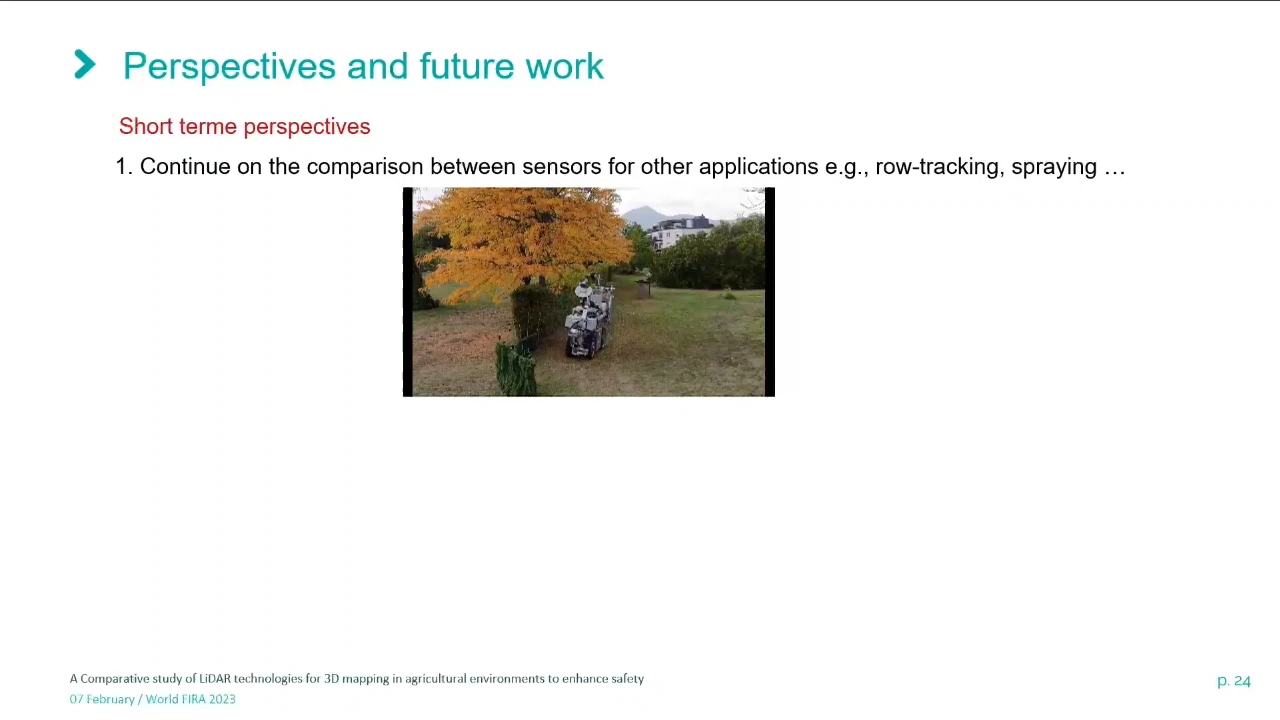 Perspectives and future work
Short terme perspectives
1. Continue on the comparison between sensors for other applications e.g., row-tracking, spraying …
A Comparative study of LiDAR technologies for 3D mapping in agricultural environments to enhance safety
07 February / World FIRA 2023
p. 24